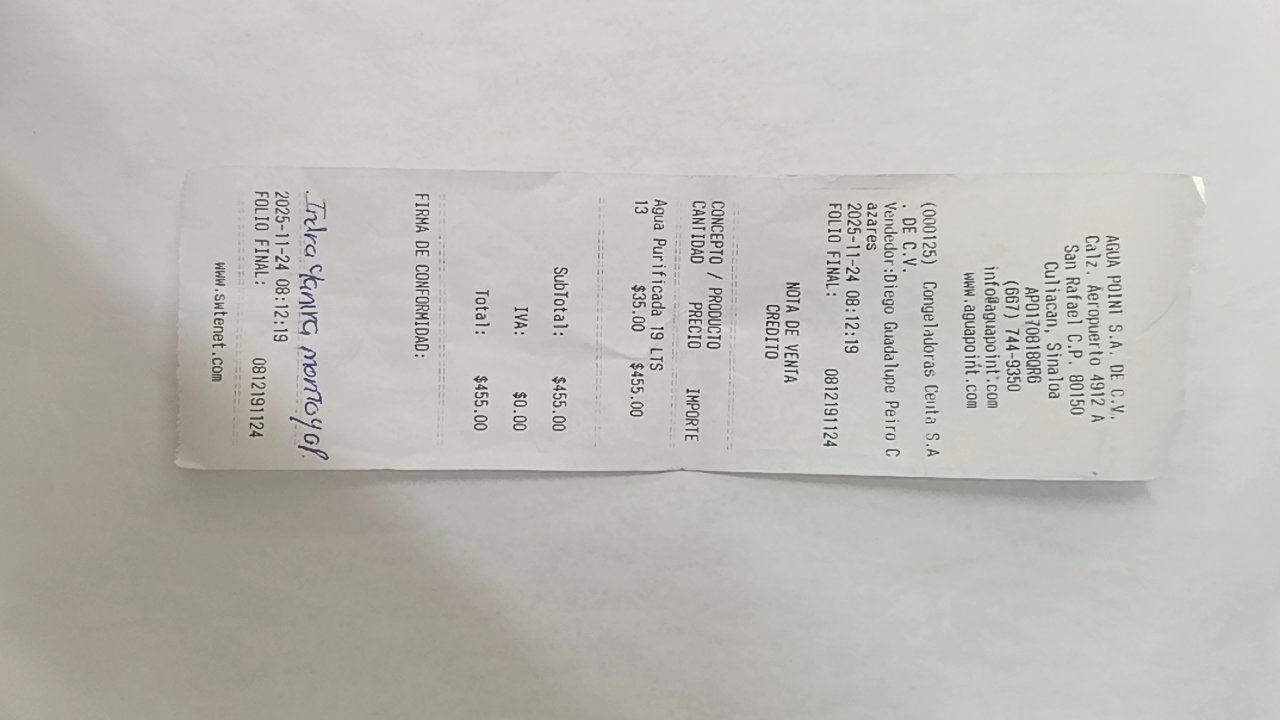 AGUA POINT S.A. DE C.V.
Calz. Aeropuerto 4912 A
San Rafael C.P. 80150
Culiacan, Sinaloa
APO170818QR6
(667) 744-9350
info@aguapoint.com
www.aguapoint.com
(000125) Congeladoras Centa S.A
. DE C.V.
Vendedor:Diego Guadalupe Peiro C
azares
2025-11-24 08:12:19
FOLIO FINAL: 0812191124
NOTA DE VENTA
CREDITO
CONCEPTO / PRODUCTO
CANTIDAD PRECIO IMPORTE
Agua Purificada 19 LTS
13 $35.00 $455.00
SubTotal: $455.00
IVA: $0.00
Total: $455.00
FIRMA DE CONFORMIDAD:
Indra Yanira montoya
2025-11-24 08:12:19
FOLIO FINAL: 0812191124
www.swtenet.com